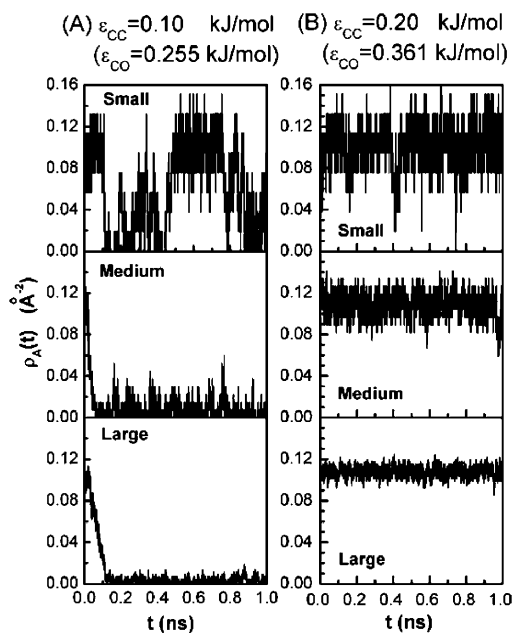 (A) ε_CC=0.10 kJ/mol
(ε_CO=0.255 kJ/mol)
(B) ε_CC=0.20 kJ/mol
(ε_CO=0.361 kJ/mol)
0.16
0.12
0.08
0.04
0.00
Small
Small
0.12
0.08
0.04
0.00
Medium
Medium
0.12
0.08
0.04
0.00
Large
Large
ρ_A(t) (Å⁻²)
0.16
0.12
0.08
0.04
0.00
0.12
0.08
0.04
0.00
0.12
0.08
0.04
0.00
0.0 0.2 0.4 0.6 0.8 1.0
0.0 0.2 0.4 0.6 0.8 1.0
t (ns)
t (ns)